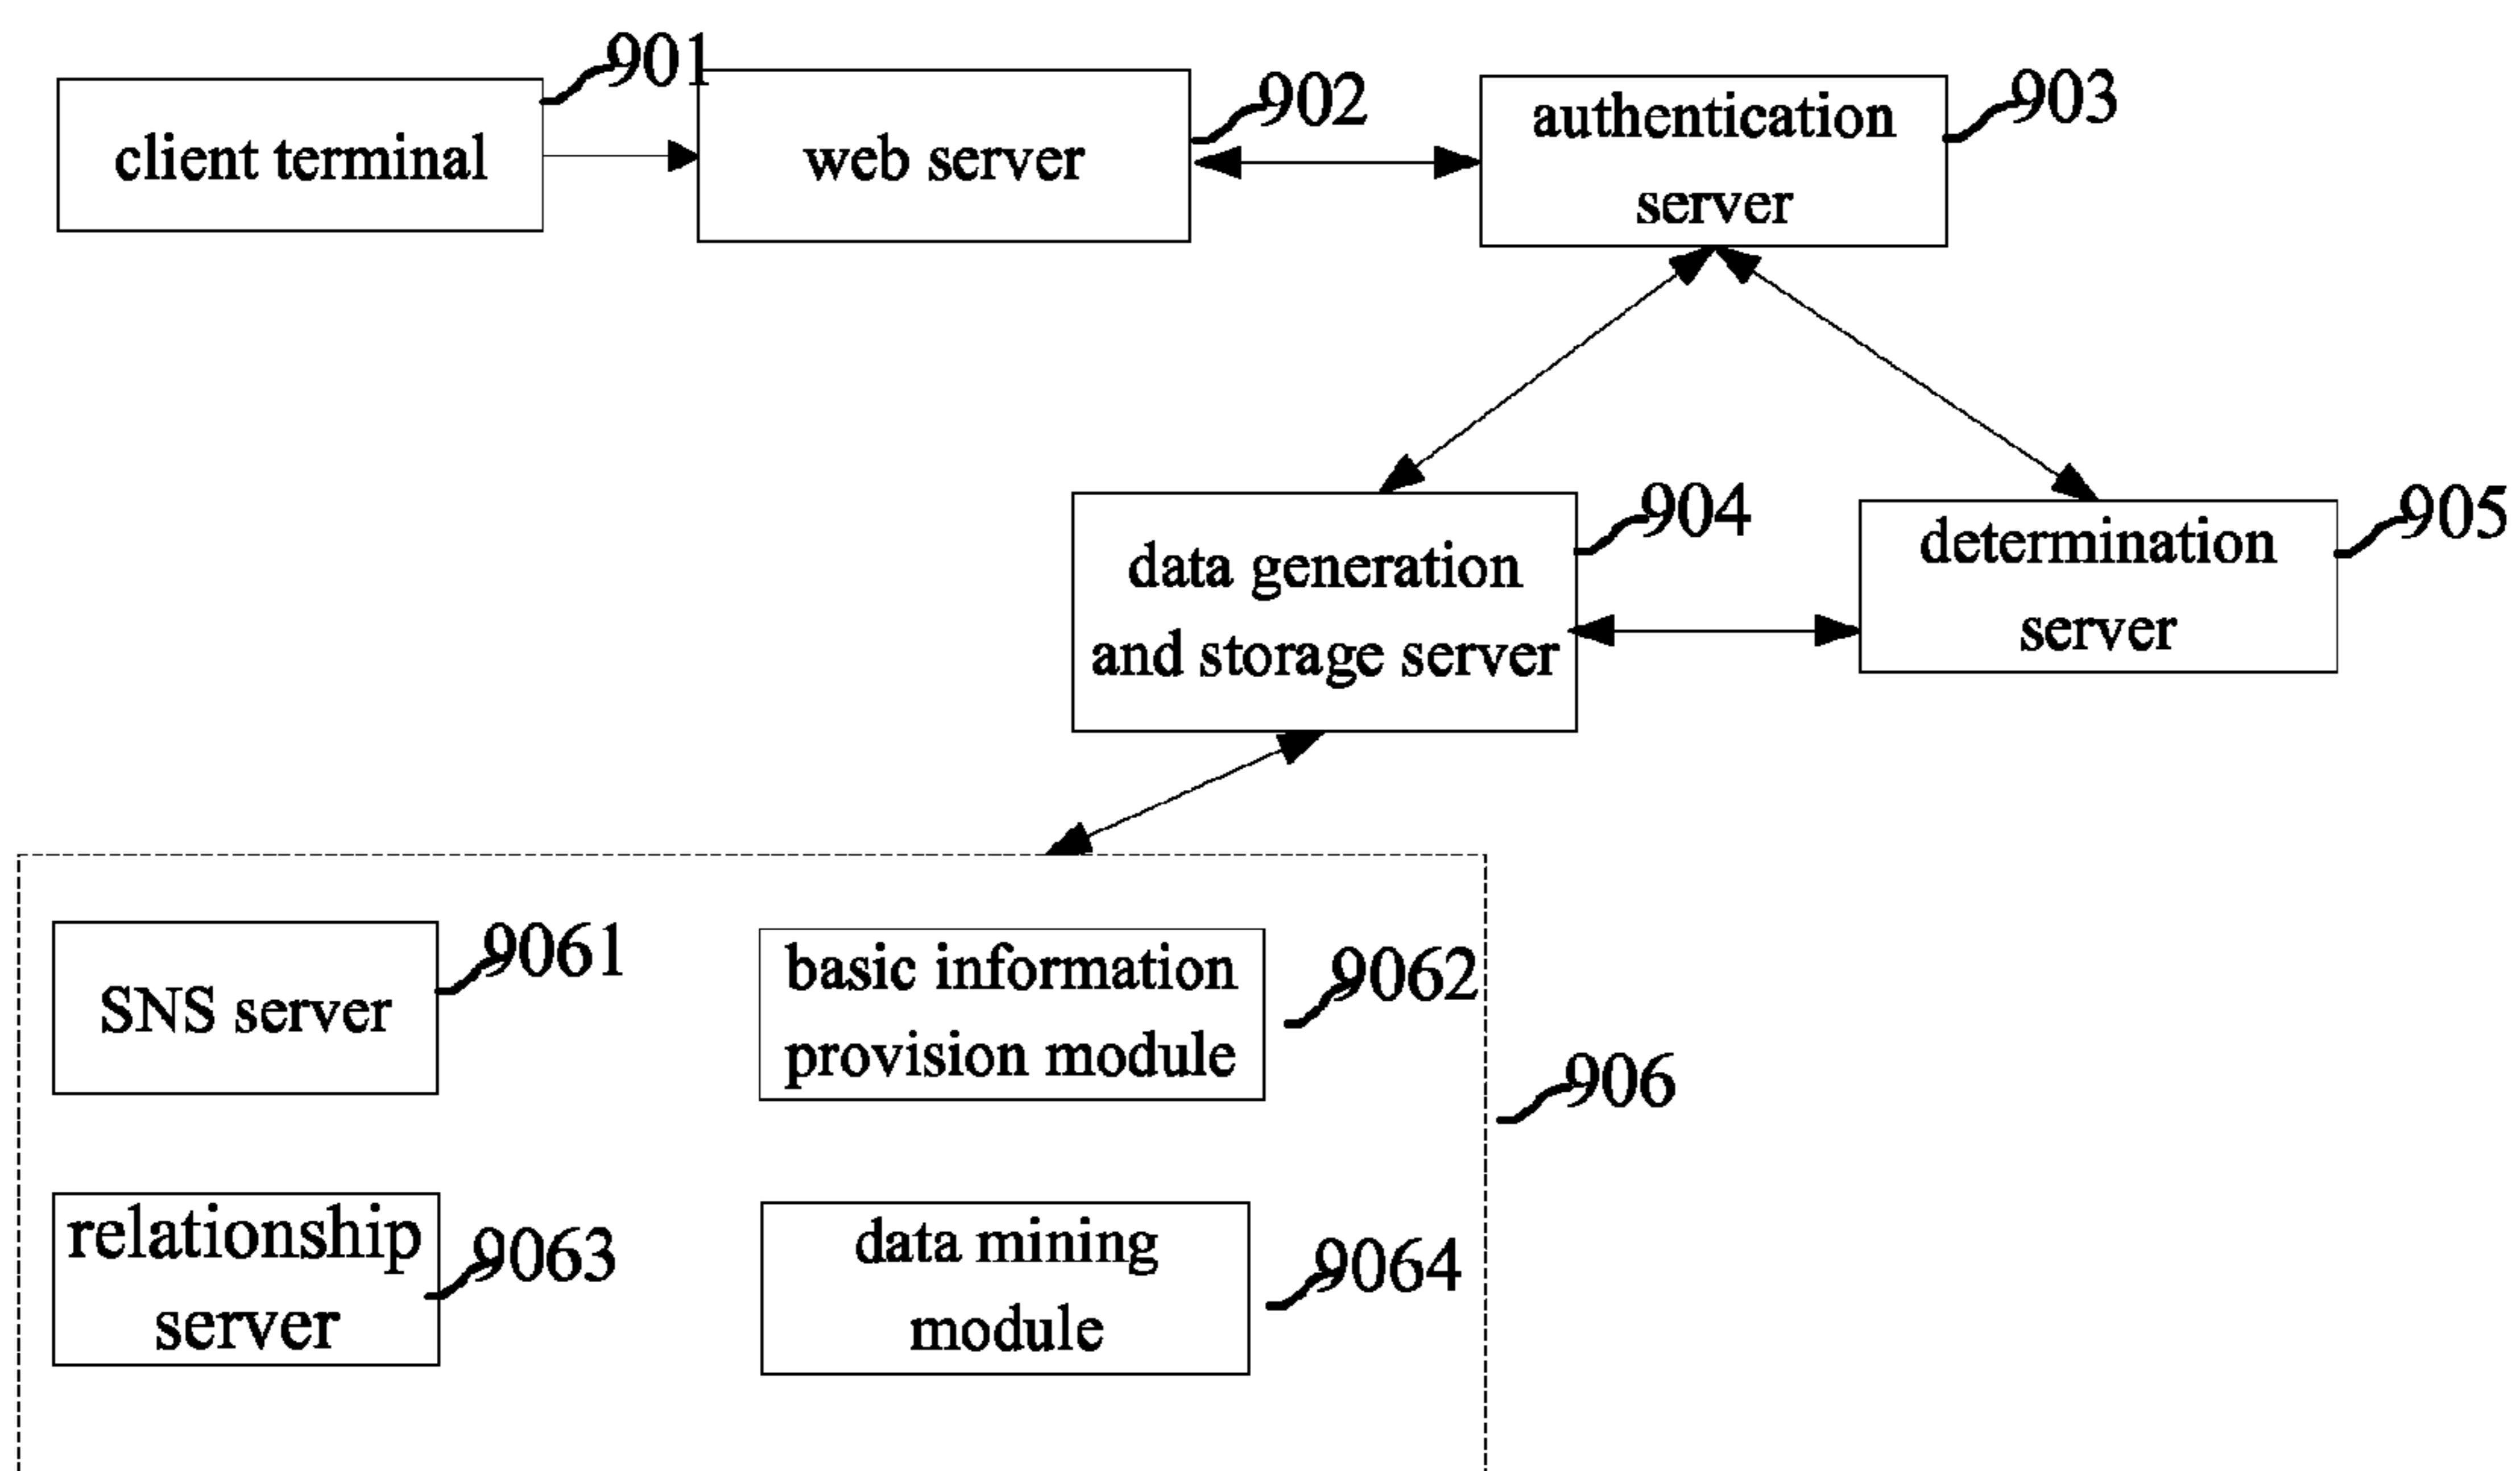 901
client terminal
902
web server
903
authentication
server
904
data generation
and storage server
905
determination
server
9061
SNS server
9062
basic information
provision module
906
9063
relationship
server
9064
data mining
module